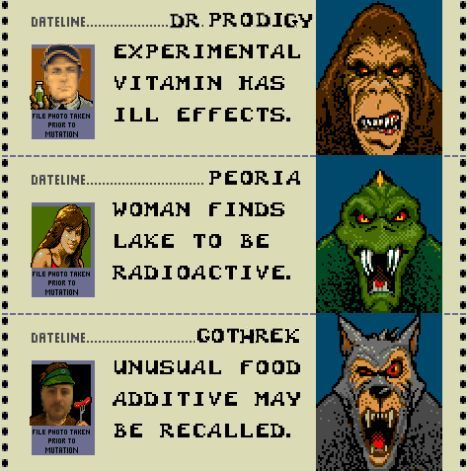 DATELINE....................DR. PRODIGY
EXPERIMENTAL
VITAMIN HAS
ILL EFFECTS.
FILE PHOTO TAKEN
PRIOR TO
MUTATION
DATELINE.............................PEORIA
WOMAN FINDS
LAKE TO BE
RADIOACTIVE.
FILE PHOTO TAKEN
PRIOR TO
MUTATION
DATELINE..........................GOTHREK
UNUSUAL FOOD
ADDITIVE MAY
BE RECALLED.
FILE PHOTO TAKEN
PRIOR TO
MUTATION